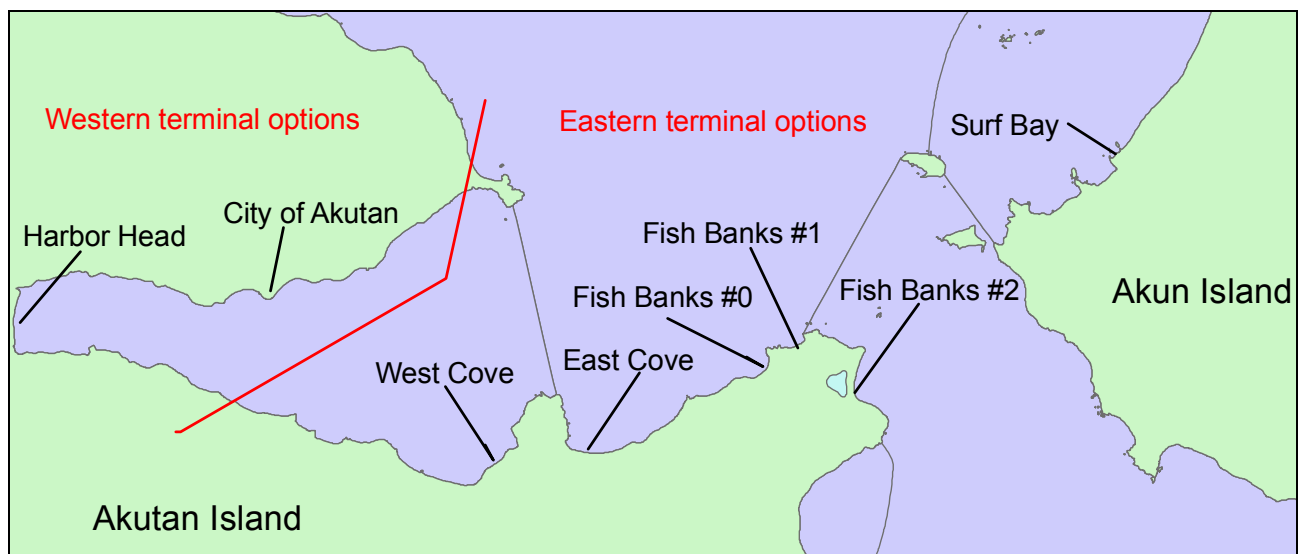 Western terminal options
Eastern terminal options
Surf Bay
City of Akutan
Harbor Head
Fish Banks #1
Fish Banks #0
Fish Banks #2
Akun Island
West Cove
East Cove
Akutan Island